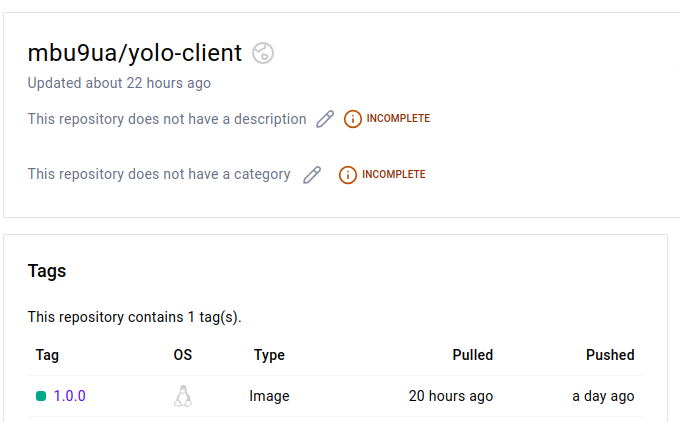 mbu9ua/yolo-client
Updated about 22 hours ago
This repository does not have a description INCOMPLETE
This repository does not have a category INCOMPLETE
Tags
This repository contains 1 tag(s).
Tag OS Type Pulled Pushed
1.0.0 Image 20 hours ago a day ago